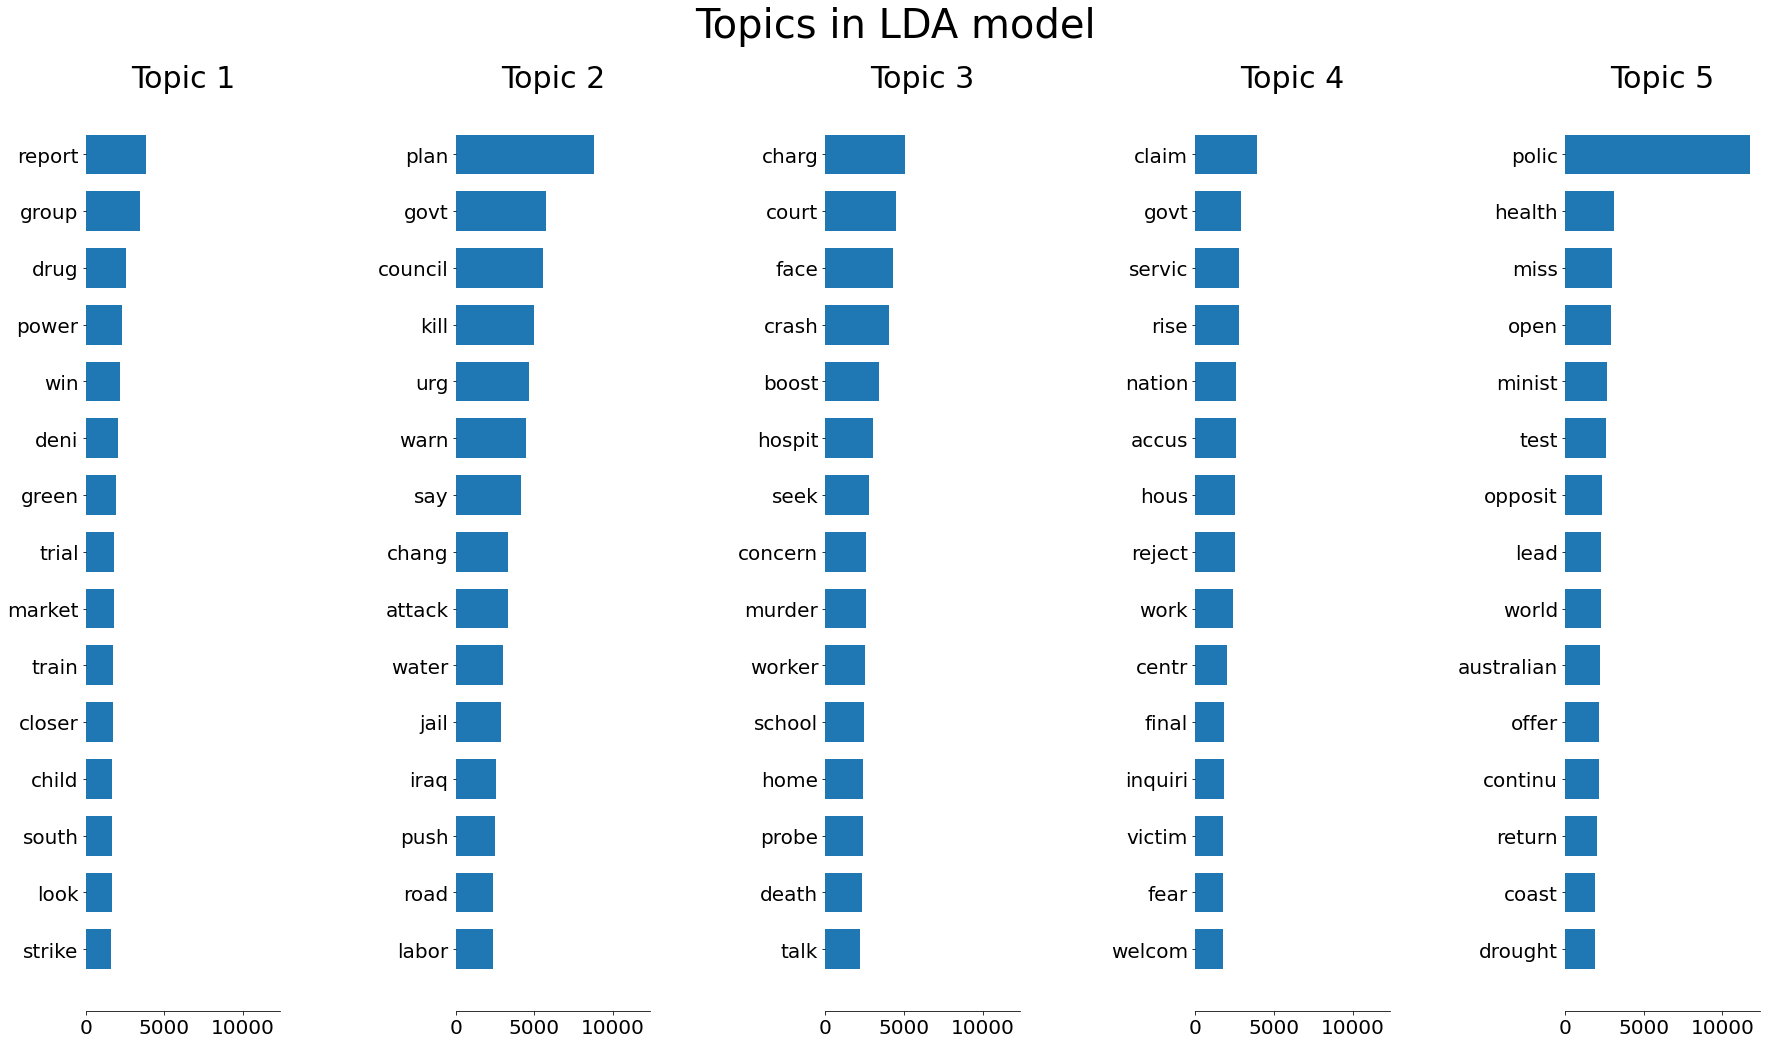 Topics in LDA model
Topic 1
report
group
drug
power
win
deni
green
trial
market
train
closer
child
south
look
strike
0 5000 10000
Topic 2
plan
govt
council
kill
urg
warn
say
chang
attack
water
jail
iraq
push
road
labor
0 5000 10000
Topic 3
charg
court
face
crash
boost
hospit
seek
concern
murder
worker
school
home
probe
death
talk
0 5000 10000
Topic 4
claim
govt
servic
rise
nation
accus
hous
reject
work
centr
final
inquiri
victim
fear
welcom
0 5000 10000
Topic 5
polic
health
miss
open
minist
test
opposit
lead
world
australian
offer
continu
return
coast
drought
0 5000 10000